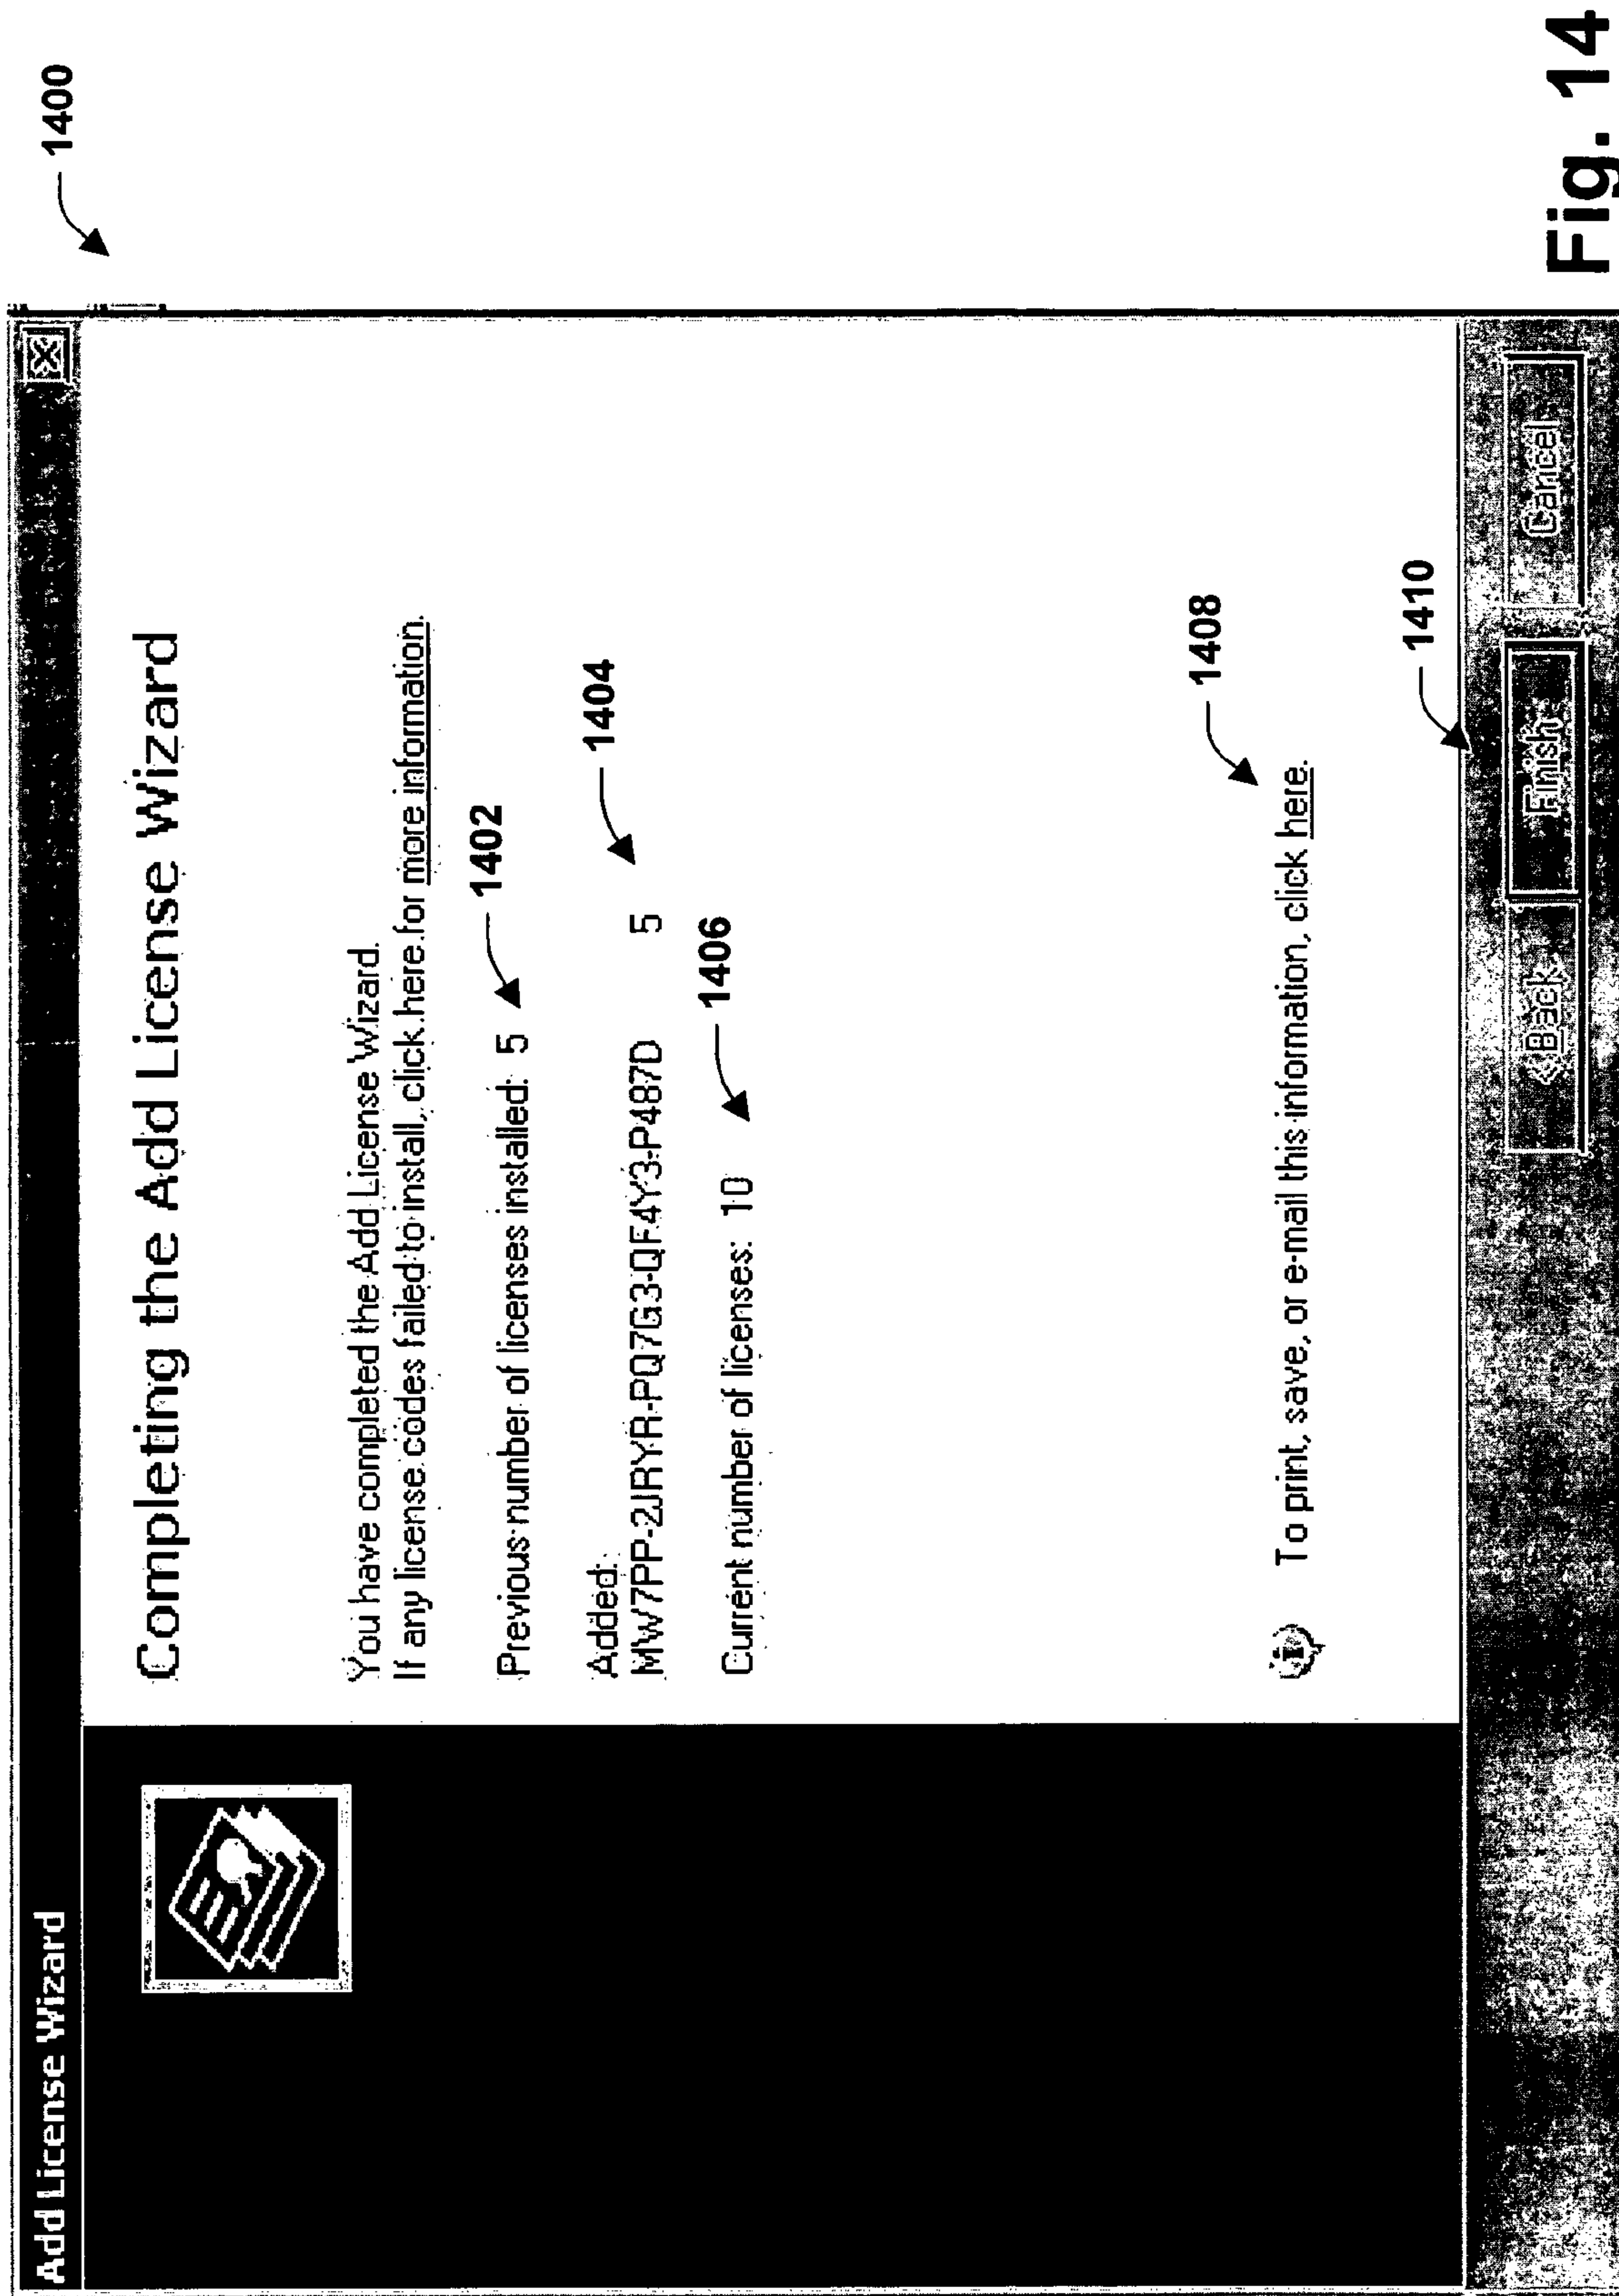 1400
Add License Wizard
Completing the Add License Wizard
You have completed the Add License Wizard.
If any license codes failed to install, click here for more information.
1402
Previous number of licenses installed: 5
1404
Added:
MW7PP-2JRYR-PQ7G3-QF4Y3-P487D 5
1406
Current number of licenses: 10
1408
To print, save, or e-mail this information, click here.
1410
< Back
Finish
Cancel
Fig. 14